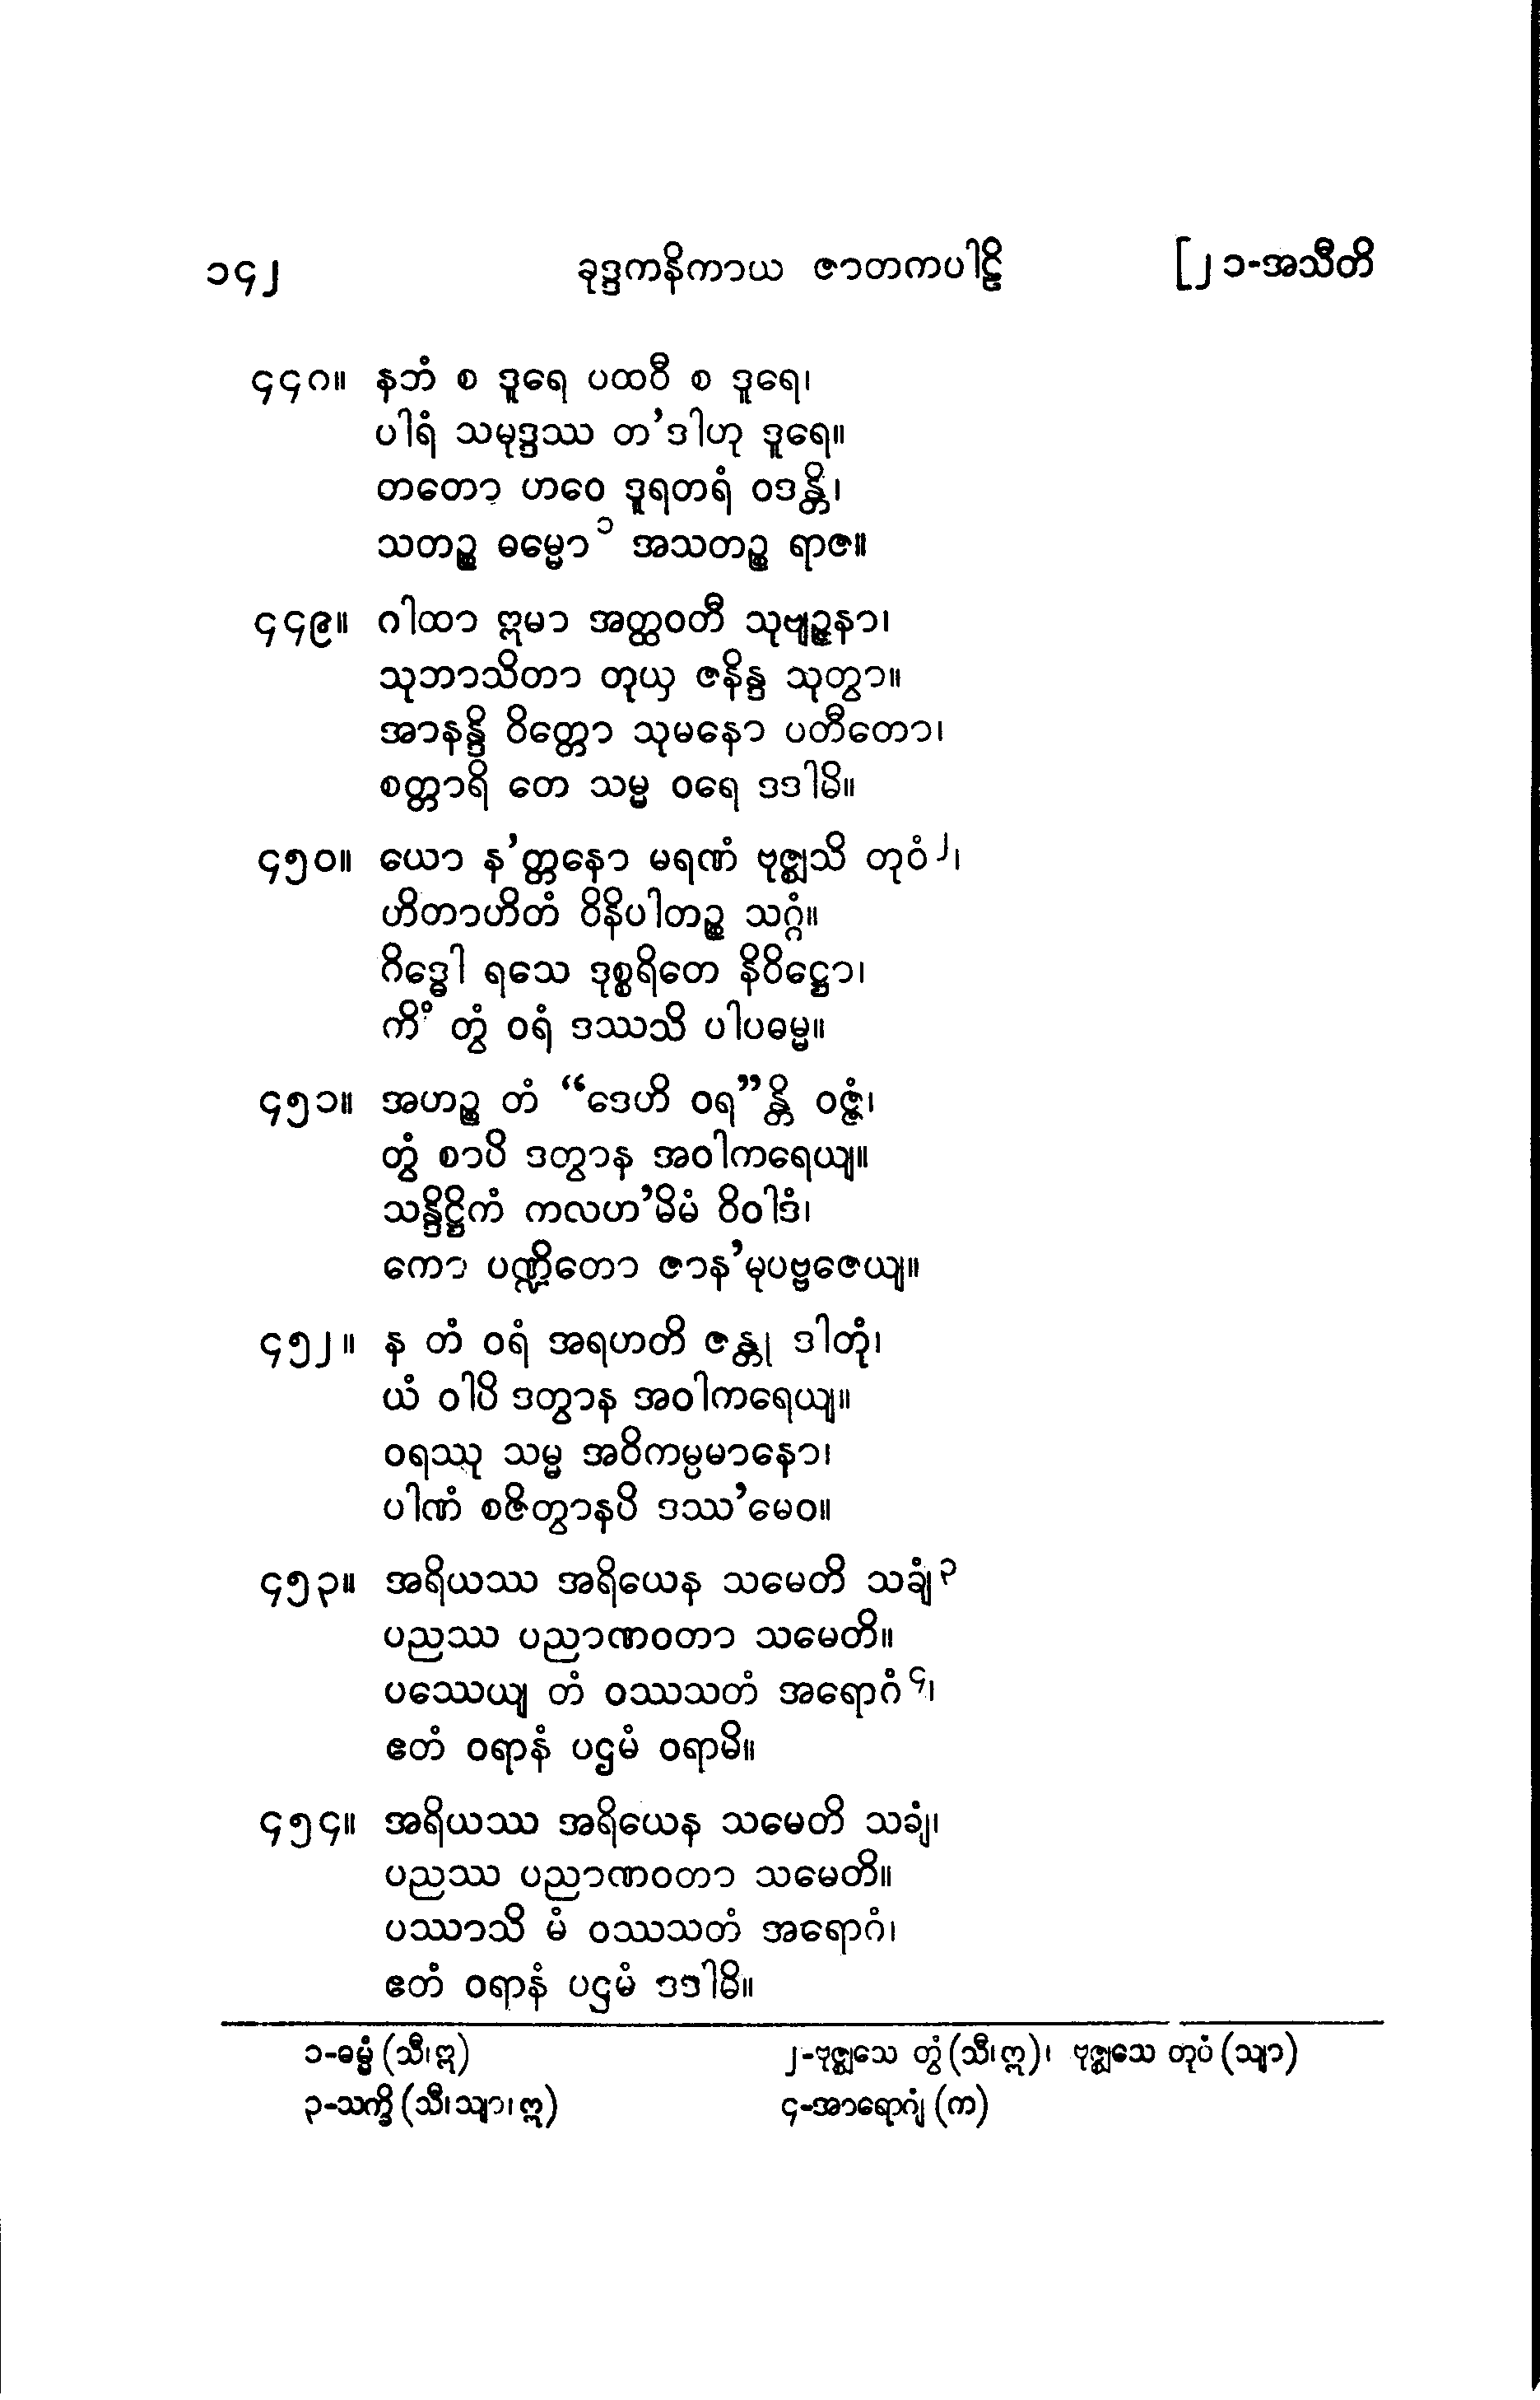 ၁၄၂ ခုဒ္ဒကနိကာယ ဇာတကပါဠိ [၂၁-အသီတိ
၄၄၈။ နဘံ စ ဒူရေ ပထဝီ စ ဒူရေ၊
ပါရံ သမုဒ္ဒဿ တ’ဒါဟု ဒူရေ။
တတော ဟဝေ ဒူရတရံ ဝဒန္တိ၊
သတဉ္စ ဓမ္မော၁ အသတဉ္စ ရာဇ။
၄၄၉။ ဂါထာ ဣမာ အတ္ထဝတီ သုဗျဉ္ဇနာ၊
သုဘာသိတာ တုယှ ဇနိန္ဒ သုတွာ။
အာနန္ဒိ ဝိတ္တော သုမနော ပတီတော၊
စတ္တာရိ တေ သမ္မ ဝရေ ဒဒါမိ။
၄၅၀။ ယော န’တ္တနော မရဏံ ဗုဇ္ဈသိ တုဝံ၂၊
ဟိတာဟိတံ ဝိနိပါတဉ္စ သဂ္ဂံ။
ဂိဒ္ဓေါ ရသေ ဒုစ္စရိတေ နိဝိဋ္ဌော၊
ကိံ တွံ ဝရံ ဒဿသိ ပါပဓမ္မ။
၄၅၁။ အဟဉ္စ တံ “ဒေဟိ ဝရ”န္တိ ဝဇ္ဇံ၊
တွံ စာပိ ဒတွာန အဝါကရေယျ။
သန္ဒိဋ္ဌိကံ ကလဟ’မိမံ ဝိဝါဒံ၊
ကော ပဏ္ဍိတော ဇာန’မုပဗ္ဗဇေယျ။
၄၅၂။ န တံ ဝရံ အရဟတိ ဇန္တု ဒါတုံ၊
ယံ ဝါပိ ဒတွာန အဝါကရေယျ။
ဝရဿု သမ္မ အဝိကမ္ပမာနော၊
ပါဏံ စဇိတွာနပိ ဒဿ’မေဝ။
၄၅၃။ အရိယဿ အရိယေန သမေတိ သချံ၃
ပညဿ ပညာဏဝတာ သမေတိ။
ပဿေယျ တံ ဝဿသတံ အရောဂံ၄၊
ဧတံ ဝရာနံ ပဌမံ ဝရာမိ။
၄၅၄။ အရိယဿ အရိယေန သမေတိ သချံ၊
ပညဿ ပညာဏဝတာ သမေတိ။
ပဿာသိ မံ ဝဿသတံ အရောဂံ၊
ဧတံ ဝရာနံ ပဌမံ ဒဒါမိ။
၁-ဓမ္မံ (သီ၊ဣ) ၂-ဗုဇ္ဈသေ တွံ (သီ၊ဣ)၊ ဗုဇ္ဈသေ တုပံ (သျာ)
၃-သက္ခိ (သီ၊သျာ၊ဣ) ၄-အာရောဂျံ (က)